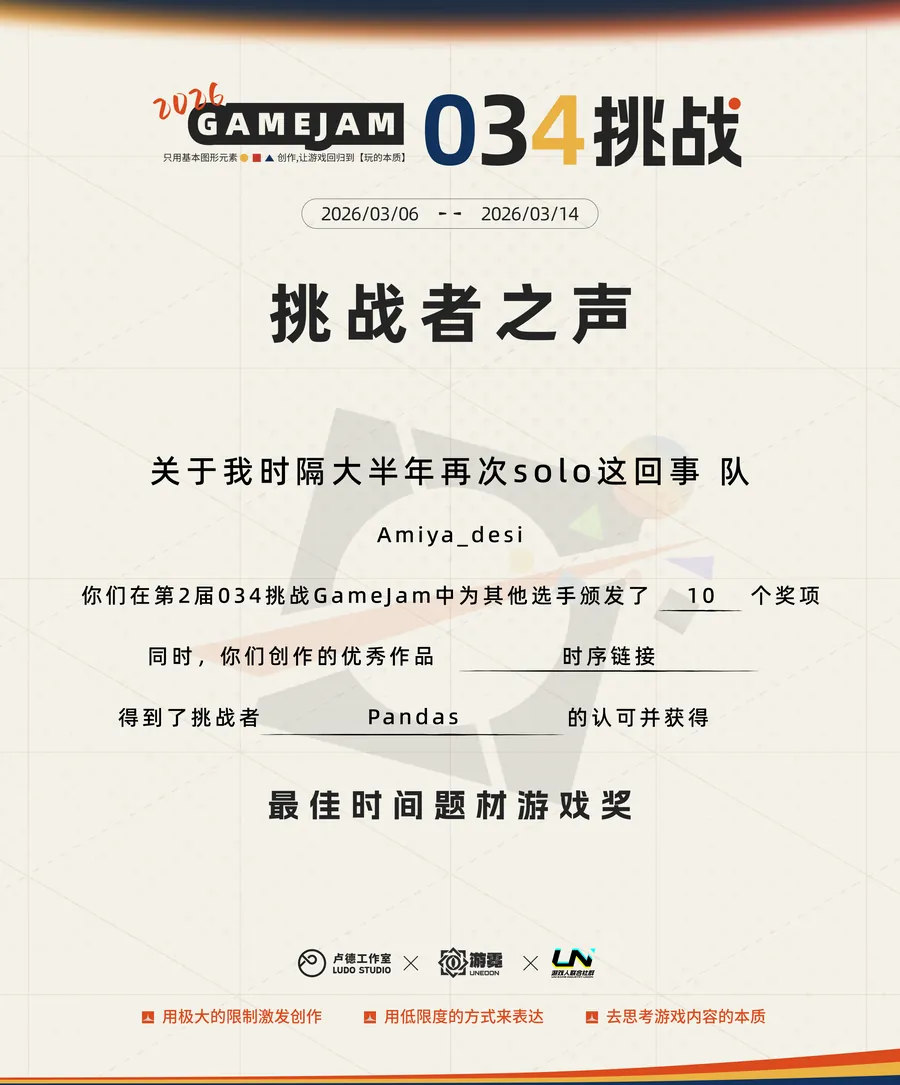 2026
GAMEJAM
034挑战
只用基本图形元素 创作,让游戏回归到【玩的本质】
2026/03/06 -- 2026/03/14
挑战者之声
关于我时隔大半年再次solo这回事 队
Amiya_desi
你们在第2届034挑战GameJam中为其他选手颁发了 10 个奖项
同时，你们创作的优秀作品 时序链接
得到了挑战者 Pandas 的认可并获得
最佳时间题材游戏奖
卢德工作室
LUDO STUDIO
游霓
UNEOON
UN
游戏人联合社群
用极大的限制激发创作 用低限度的方式来表达 去思考游戏内容的本质